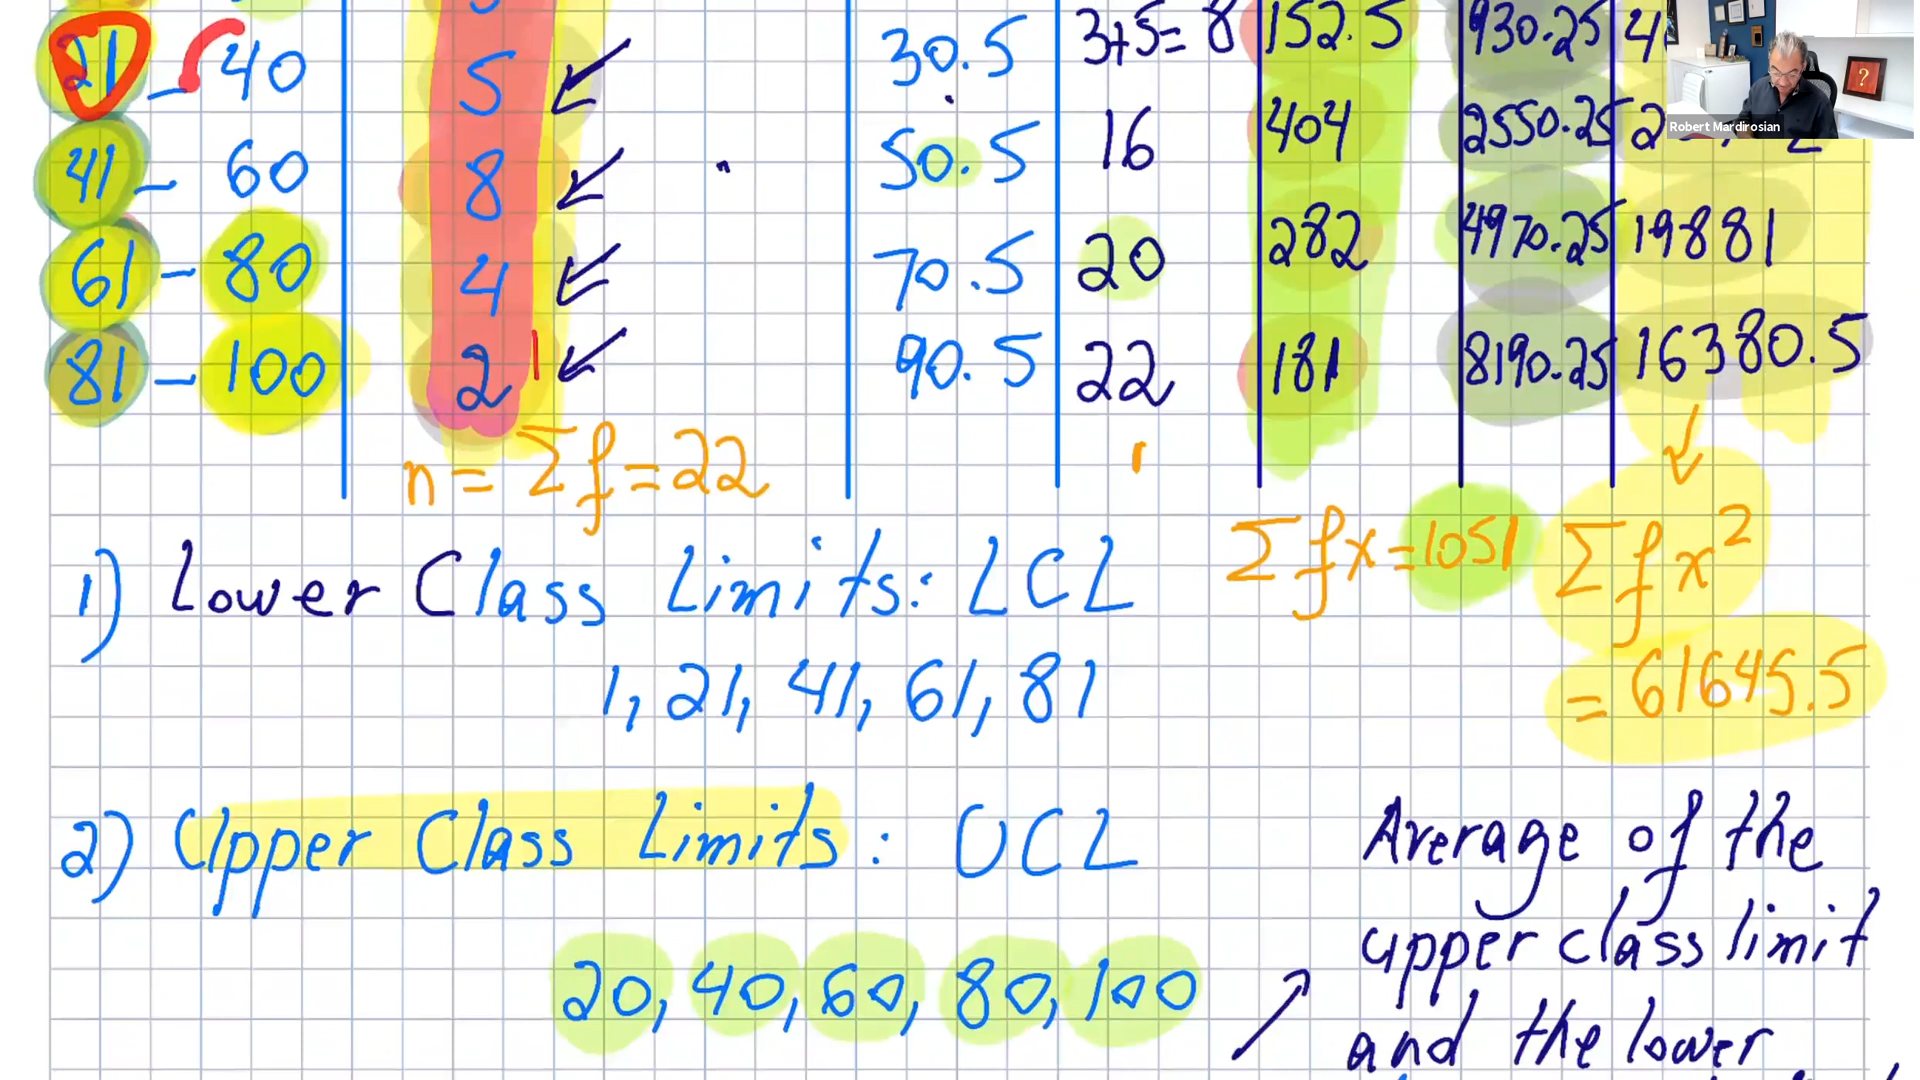 21 - 40 5 30.5 3+5= 8 152.5 930.25 4
41 - 60 8 50.5 16 404 2550.25 2
61 - 80 4 70.5 20 282 4970.25 19881
81 - 100 2 90.5 22 181 8190.25 16380.5
?
Robert Mardirosian
n = Σf = 22
Σfx = 1051
Σfx²
= 61645.5
1) Lower Class Limits: LCL
1, 21, 41, 61, 81
2) Upper Class Limits: UCL
20, 40, 60, 80, 100
Average of the
upper class limit
and the lower